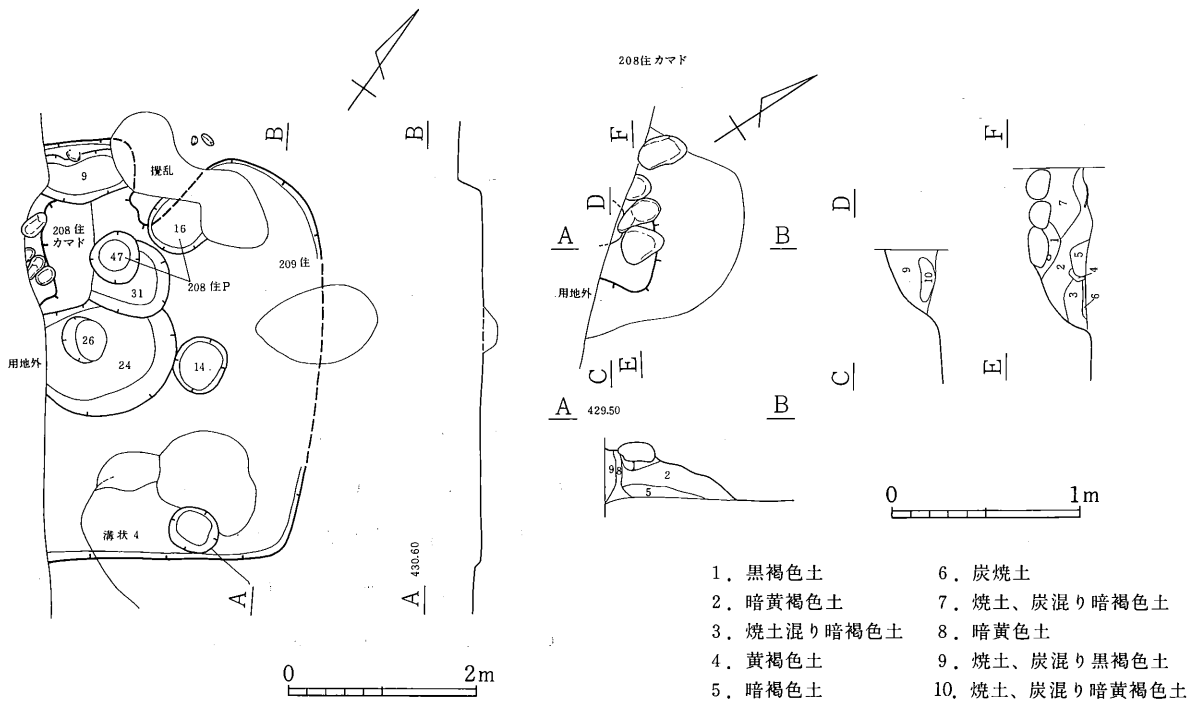 208住カマド
B
B
F
攪乱
9
208住
カマド
16
47
31
208住P
209住
26
24
14
用地外
溝状4
A
A
430.60
0
2m
D
A
B
用地外
C
E
A
429.50
B
D
9
10
C
F
7
1
2
5
4
3
6
E
9
8
2
5
0
1m
1. 黒褐色土
2. 暗黄褐色土
3. 焼土混り暗褐色土
4. 黄褐色土
5. 暗褐色土
6. 炭焼土
7. 焼土、炭混り暗褐色土
8. 暗黄色土
9. 焼土、炭混り黒褐色土
10. 焼土、炭混り暗黄褐色土